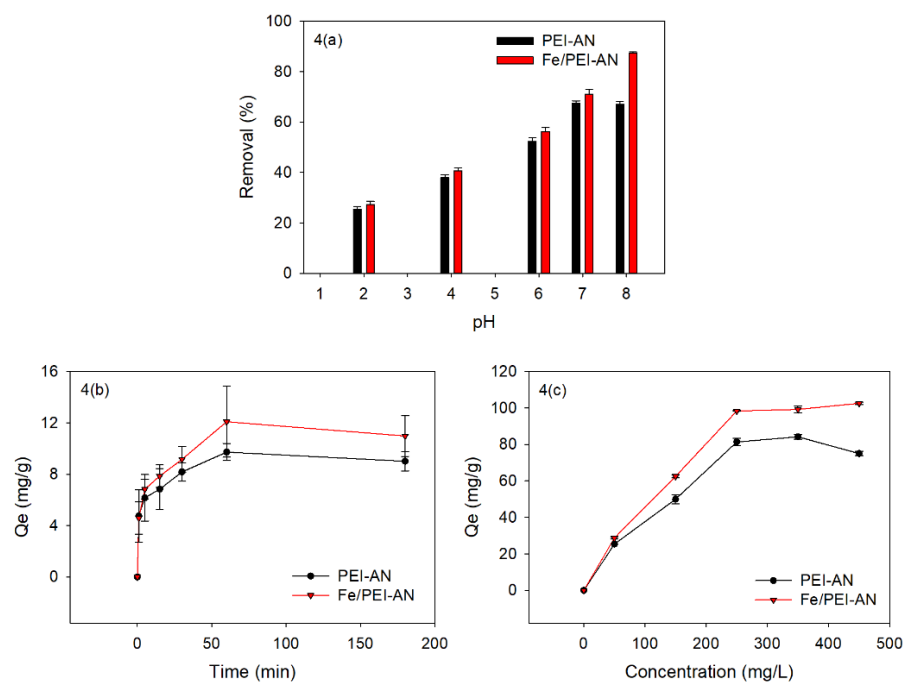 4(a)
PEI-AN
Fe/PEI-AN
100
80
60
40
20
0
Removal (%)
1 2 3 4 5 6 7 8
pH
4(b)
16
12
8
4
0
Qe (mg/g)
PEI-AN
Fe/PEI-AN
0 50 100 150 200
Time (min)
4(c)
120
100
80
60
40
20
0
Qe (mg/g)
PEI-AN
Fe/PEI-AN
0 100 200 300 400 500
Concentration (mg/L)